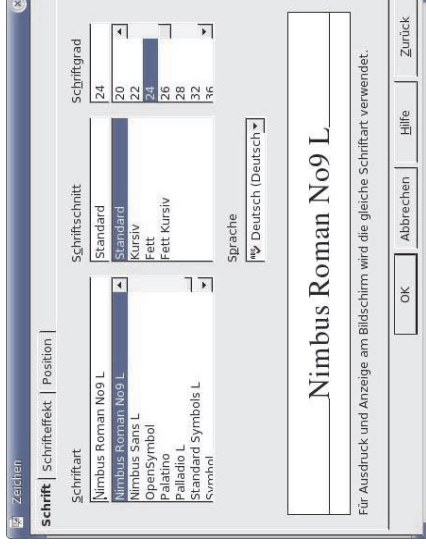 Zeichen
Schrift Schrifteffekt Position
Schriftart
Nimbus Roman No9 L
Nimbus Roman No9 L
Nimbus Sans L
OpenSymbol
Palatino
Palladio L
Standard Symbols L
Symbol
Schriftschnitt
Standard
Standard
Kursiv
Fett
Fett Kursiv
Schriftgrad
24
20
22
24
26
28
32
36
Sprache
Deutsch (Deutsch
Nimbus Roman No9 L
Für Ausdruck und Anzeige am Bildschirm wird die gleiche Schriftart verwendet.
OK Abbrechen Hilfe Zurück